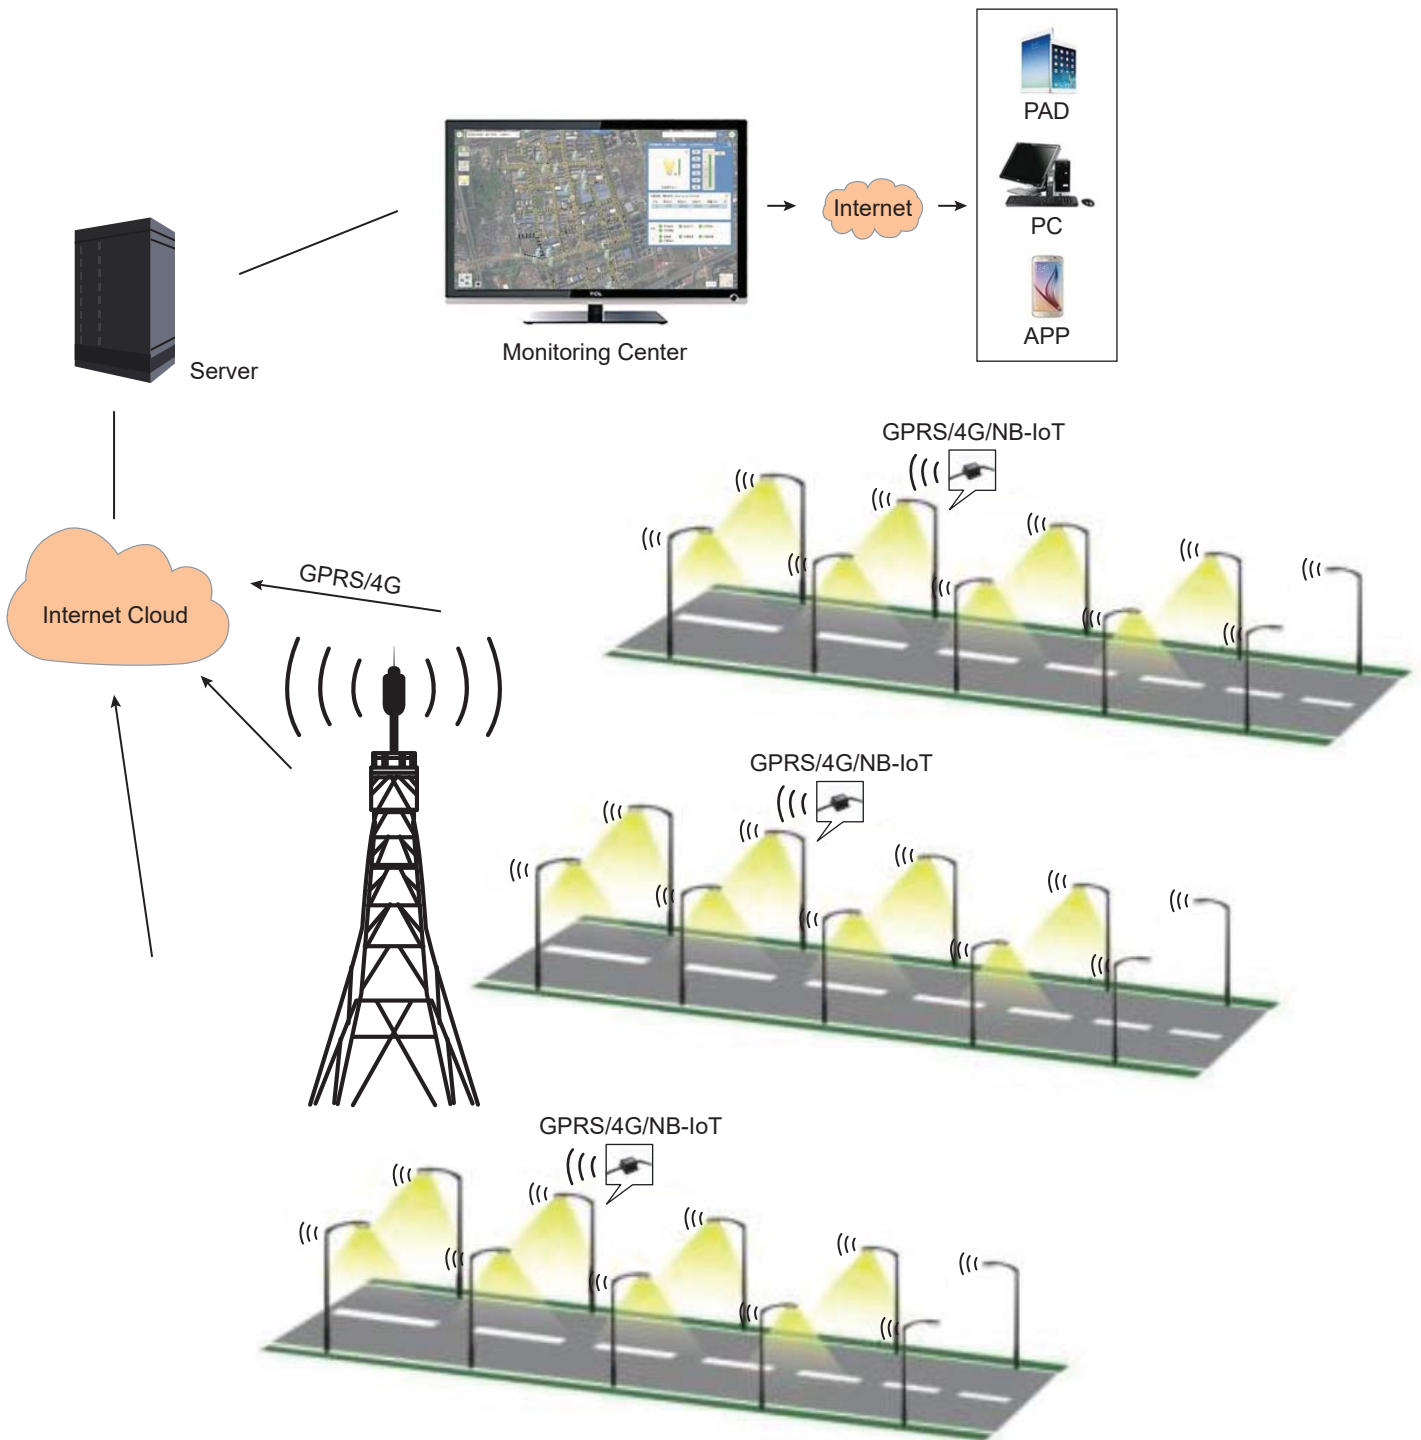 PAD
Internet
PC
APP
TCL
Monitoring Center
Server
GPRS/4G/NB-IoT
GPRS/4G
Internet Cloud
GPRS/4G/NB-IoT
GPRS/4G/NB-IoT